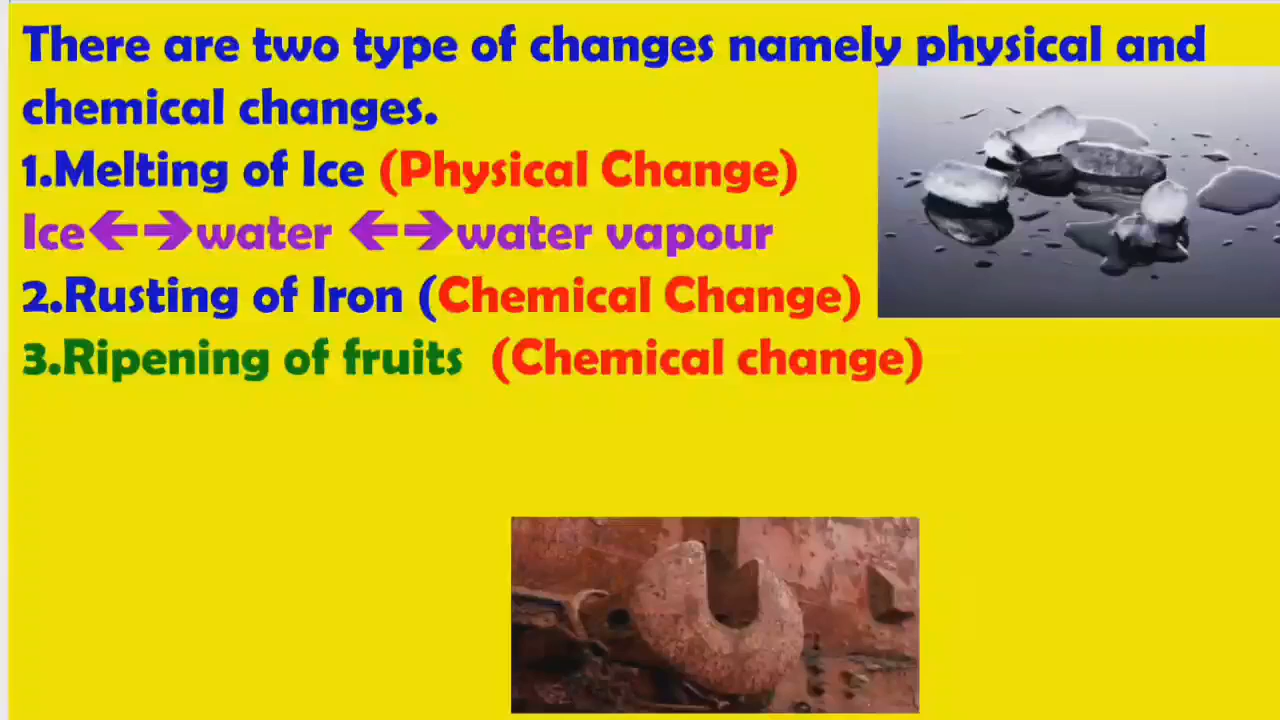 There are two type of changes namely physical and
chemical changes.
1.Melting of Ice (Physical Change)
Ice←→water ←→water vapour
2.Rusting of Iron (Chemical Change)
3.Ripening of fruits (Chemical change)